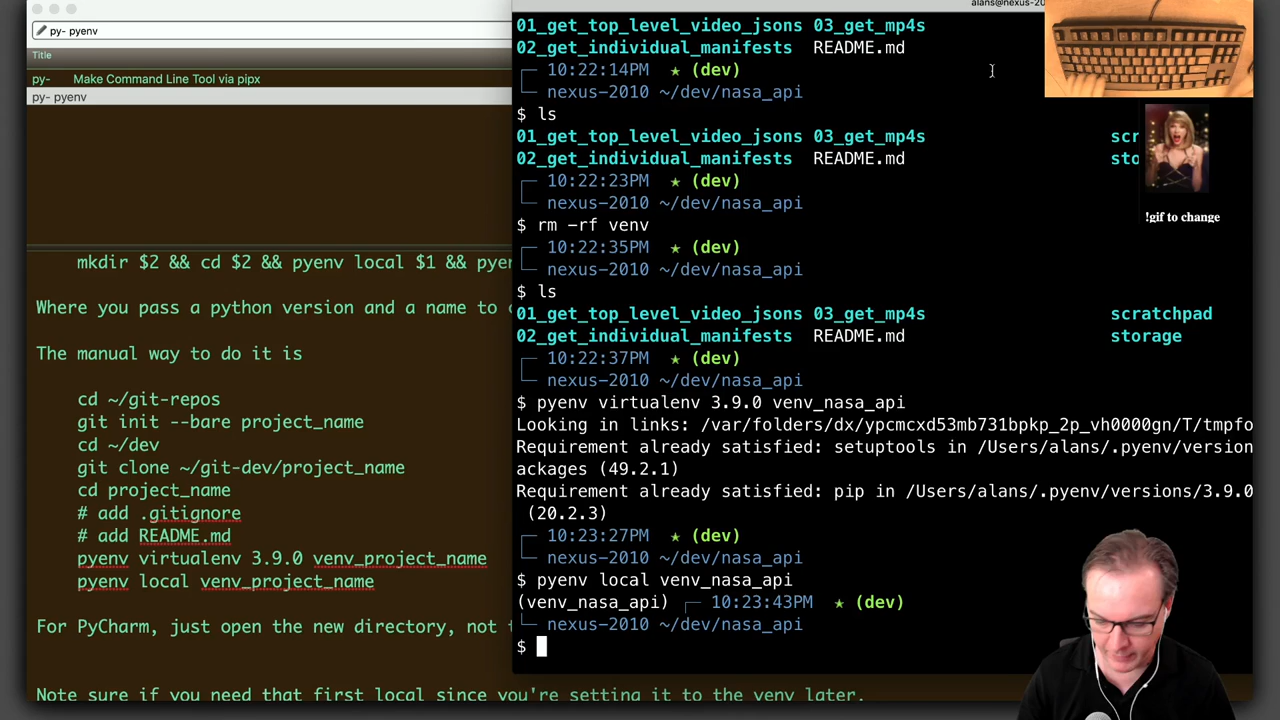 py- pyenv
Title
py- Make Command Line Tool via pipx
py- pyenv
mkdir $2 && cd $2 && pyenv local $1 && pye
Where you pass a python version and a name to
The manual way to do it is
cd ~/git-repos
git init --bare project_name
cd ~/dev
git clone ~/git-dev/project_name
cd project_name
# add .gitignore
# add README.md
pyenv virtualenv 3.9.0 venv_project_name
pyenv local venv_project_name
For PyCharm, just open the new directory, not
Note sure if you need that first local since you're setting it to the venv later.
alans@nexus-20
01_get_top_level_video_jsons 03_get_mp4s
02_get_individual_manifests README.md
10:22:14PM ★ (dev)
nexus-2010 ~/dev/nasa_api
$ ls
01_get_top_level_video_jsons 03_get_mp4s scr
02_get_individual_manifests README.md sto
10:22:23PM ★ (dev)
nexus-2010 ~/dev/nasa_api
$ rm -rf venv
10:22:35PM ★ (dev)
nexus-2010 ~/dev/nasa_api
$ ls
01_get_top_level_video_jsons 03_get_mp4s scratchpad
02_get_individual_manifests README.md storage
10:22:37PM ★ (dev)
nexus-2010 ~/dev/nasa_api
$ pyenv virtualenv 3.9.0 venv_nasa_api
Looking in links: /var/folders/dx/ypcmcxd53mb731bpkp_2p_vh0000gn/T/tmpfo
Requirement already satisfied: setuptools in /Users/alans/.pyenv/version
ackages (49.2.1)
Requirement already satisfied: pip in /Users/alans/.pyenv/versions/3.9.0
(20.2.3)
10:23:27PM ★ (dev)
nexus-2010 ~/dev/nasa_api
$ pyenv local venv_nasa_api
(venv_nasa_api) 10:23:43PM ★ (dev)
nexus-2010 ~/dev/nasa_api
$
!gif to change